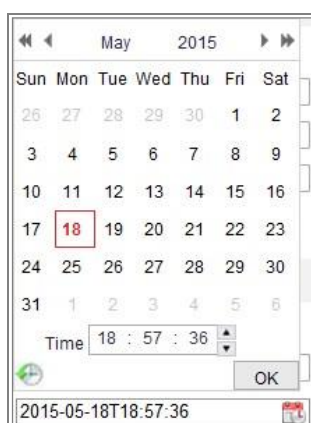 May 2015
Sun Mon Tue Wed Thu Fri Sat
26 27 28 29 30 1 2
3 4 5 6 7 8 9
10 11 12 13 14 15 16
17 18 19 20 21 22 23
24 25 26 27 28 29 30
31 1 2 3 4 5 6
Time 18 : 57 : 36
OK
2015-05-18T18:57:36